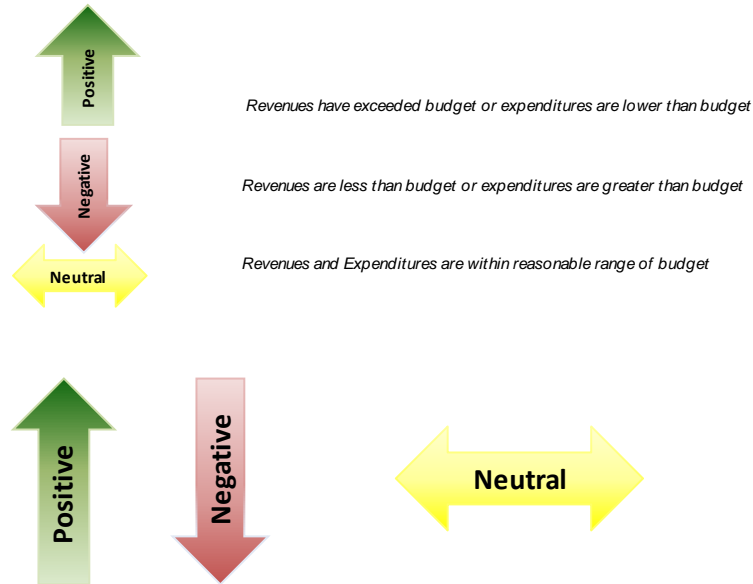 Positive
Revenues have exceeded budget or expenditures are lower than budget
Negative
Revenues are less than budget or expenditures are greater than budget
Neutral
Revenues and Expenditures are within reasonable range of budget
Positive
Negative
Neutral